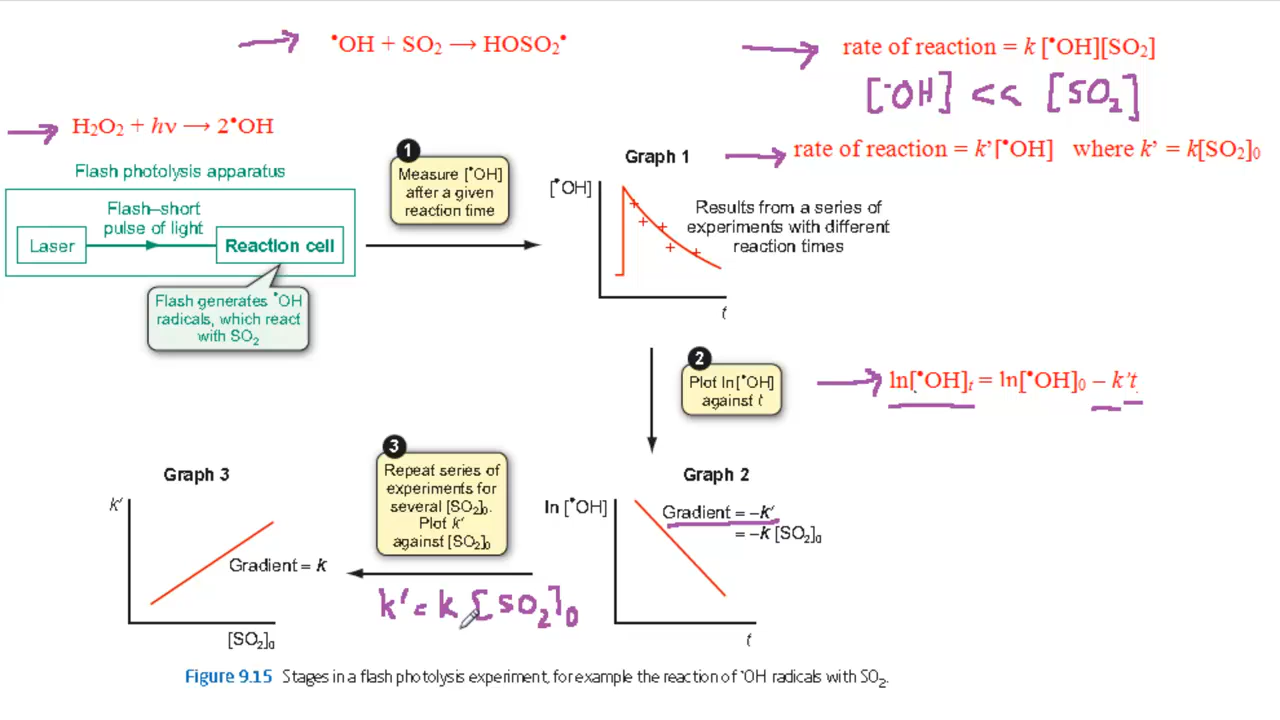 •OH + SO₂ → HOSO₂•
rate of reaction = k [•OH][SO₂]
[·OH] << [SO₂]
H₂O₂ + hν → 2•OH
rate of reaction = k’[•OH] where k’ = k[SO₂]₀
Flash photolysis apparatus
Flash–short
pulse of light
Laser
Reaction cell
Flash generates •OH
radicals, which react
with SO₂
1
Measure [•OH]
after a given
reaction time
Graph 1
[•OH]
Results from a series of
experiments with different
reaction times
t
2
Plot ln[•OH]
against t
ln[•OH]ₜ = ln[•OH]₀ – k’t
Graph 2
ln [•OH]
Gradient = –k′
= –k [SO₂]₀
t
3
Repeat series of
experiments for
several [SO₂]₀.
Plot k′
against [SO₂]₀
k' = k [SO₂]₀
Graph 3
k′
Gradient = k
[SO₂]₀
Figure 9.15 Stages in a flash photolysis experiment, for example the reaction of •OH radicals with SO₂.